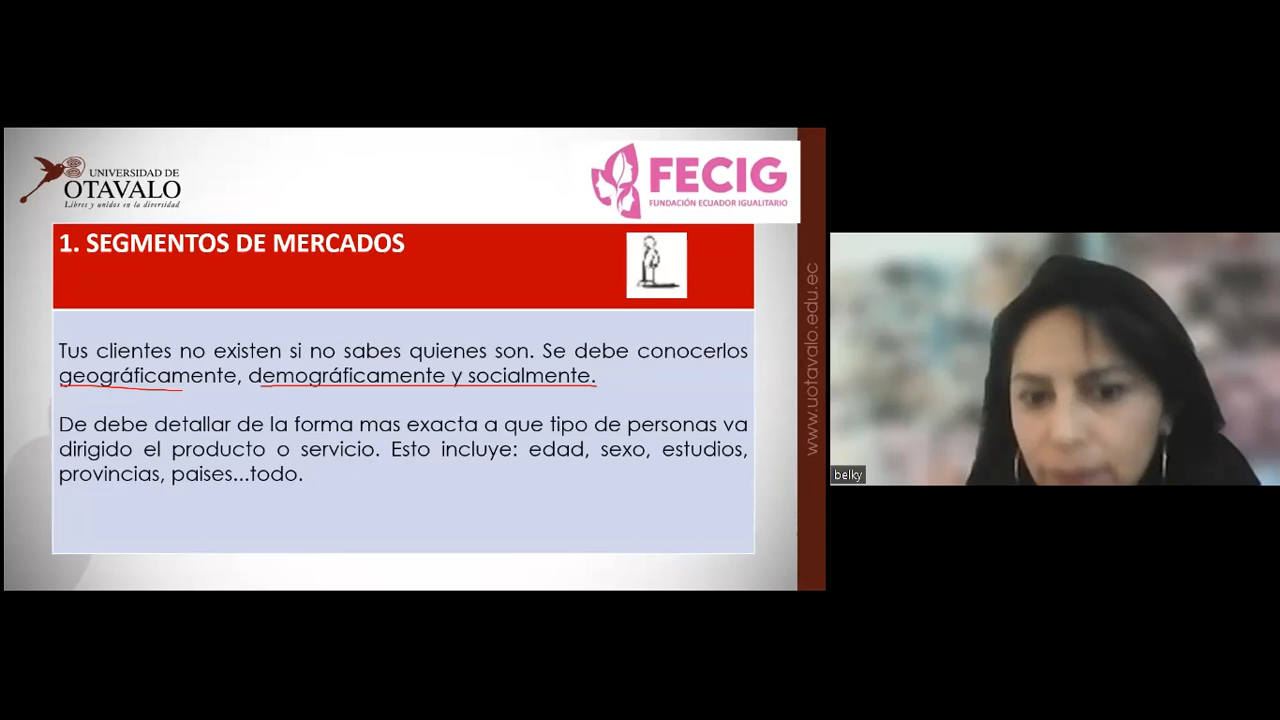 UNIVERSIDAD DE
OTAVALO
Libres y unidos en la diversidad
FECIG
FUNDACIÓN ECUADOR IGUALITARIO
1. SEGMENTOS DE MERCADOS
Tus clientes no existen si no sabes quienes son. Se debe conocerlos
geográficamente, demográficamente y socialmente.
De debe detallar de la forma mas exacta a que tipo de personas va
dirigido el producto o servicio. Esto incluye: edad, sexo, estudios,
provincias, paises...todo.
www.uotavalo.edu.ec
belky